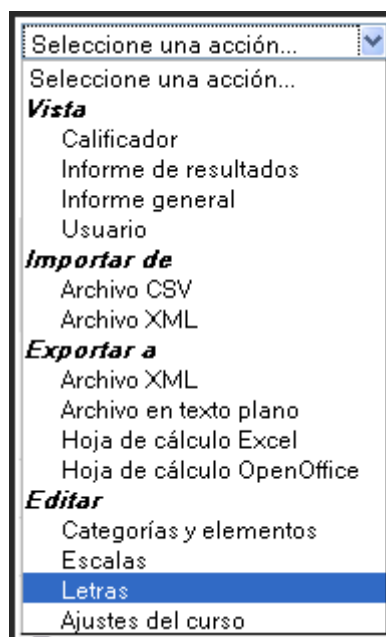 Seleccione una acción...
Seleccione una acción...
Vista
Calificador
Informe de resultados
Informe general
Usuario
Importar de
Archivo CSV
Archivo XML
Exportar a
Archivo XML
Archivo en texto plano
Hoja de cálculo Excel
Hoja de cálculo OpenOffice
Editar
Categorías y elementos
Escalas
Letras
Ajustes del curso